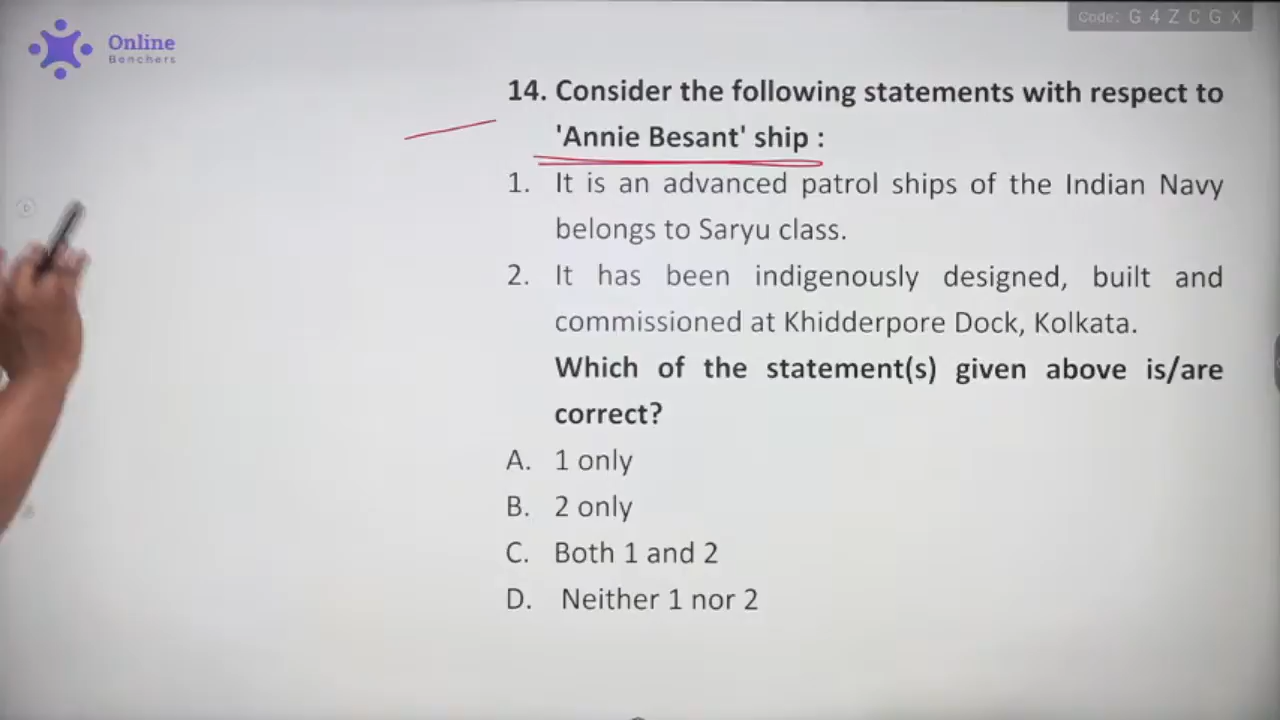 Online
Benchers
Code: G 4 Z C G X
14. Consider the following statements with respect to
'Annie Besant' ship :
1. It is an advanced patrol ships of the Indian Navy
belongs to Saryu class.
2. It has been indigenously designed, built and
commissioned at Khidderpore Dock, Kolkata.
Which of the statement(s) given above is/are
correct?
A. 1 only
B. 2 only
C. Both 1 and 2
D. Neither 1 nor 2